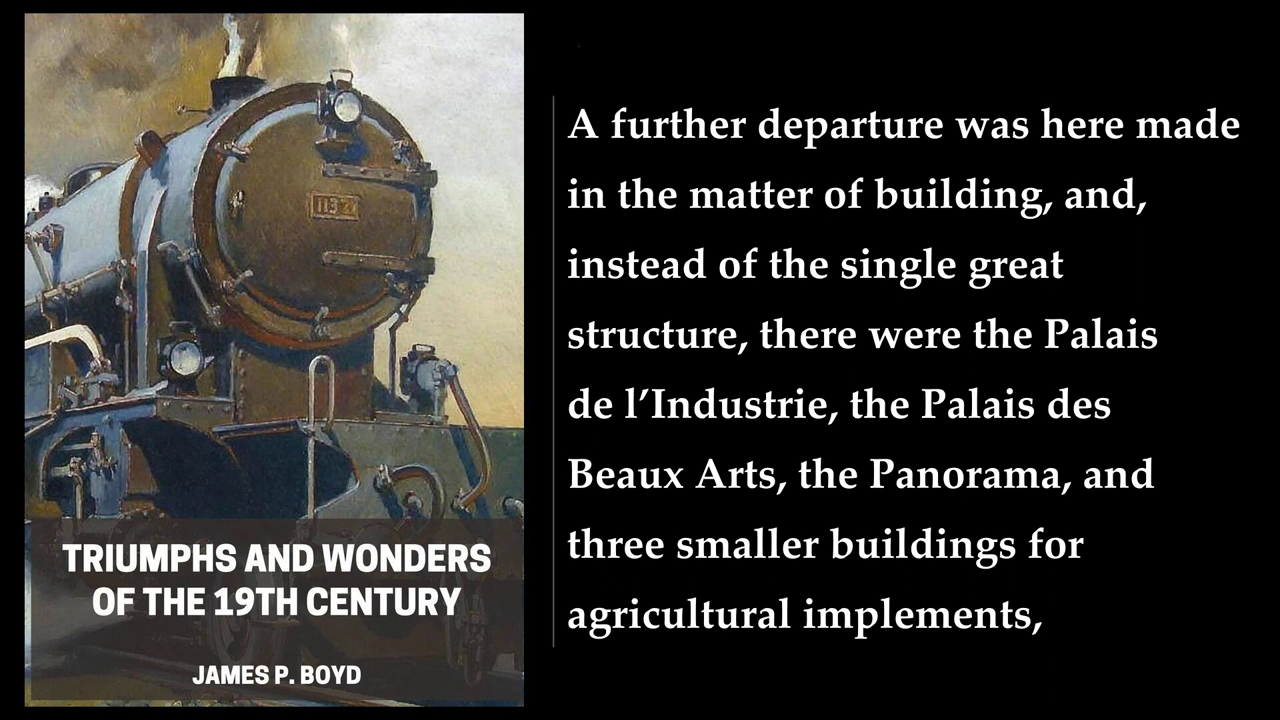 1132
TRIUMPHS AND WONDERS
OF THE 19TH CENTURY
JAMES P. BOYD
A further departure was here made
in the matter of building, and,
instead of the single great
structure, there were the Palais
de l’Industrie, the Palais des
Beaux Arts, the Panorama, and
three smaller buildings for
agricultural implements,